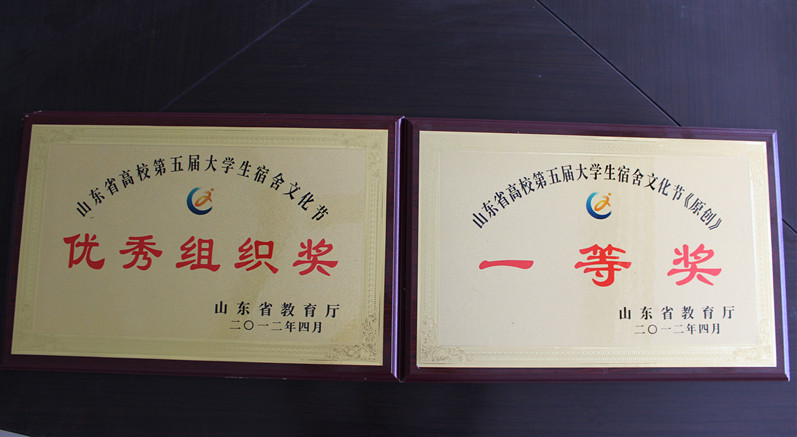 山东省高校第五届大学生宿舍文化节
优秀组织奖
山东省教育厅
二〇一二年四月
山东省高校第五届大学生宿舍文化节《原创》
一等奖
山东省教育厅
二〇一二年四月